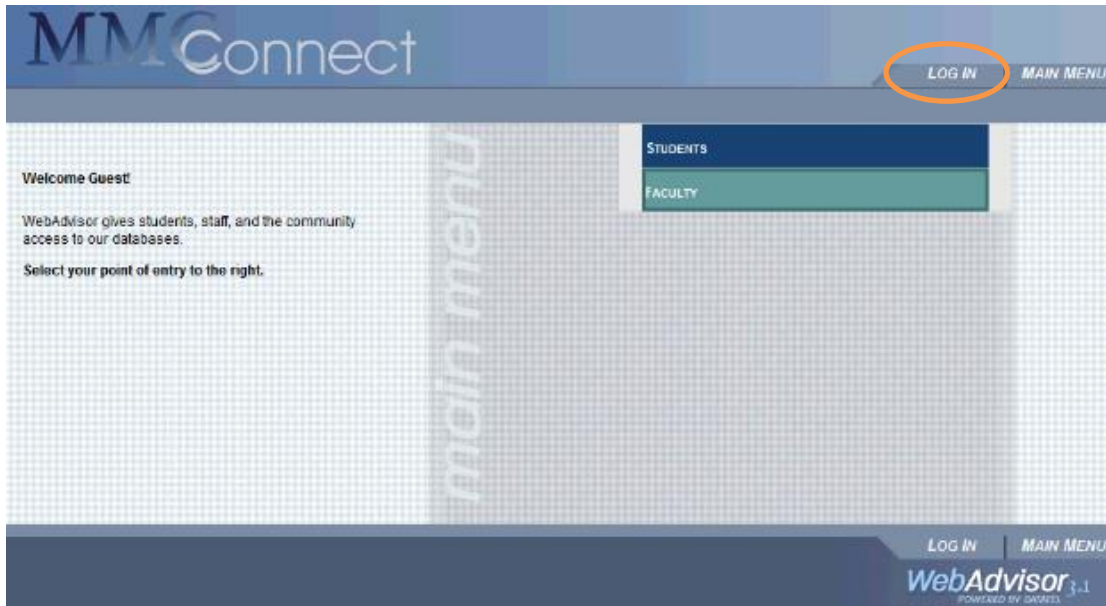 MMConnect
LOG IN
MAIN MENU
STUDENTS
FACULTY
Welcome Guest!
WebAdvisor gives students, staff, and the community
access to our databases.
Select your point of entry to the right.
main menu
LOG IN
MAIN MENU
WebAdvisor 3.1
POWERED BY DATATEL